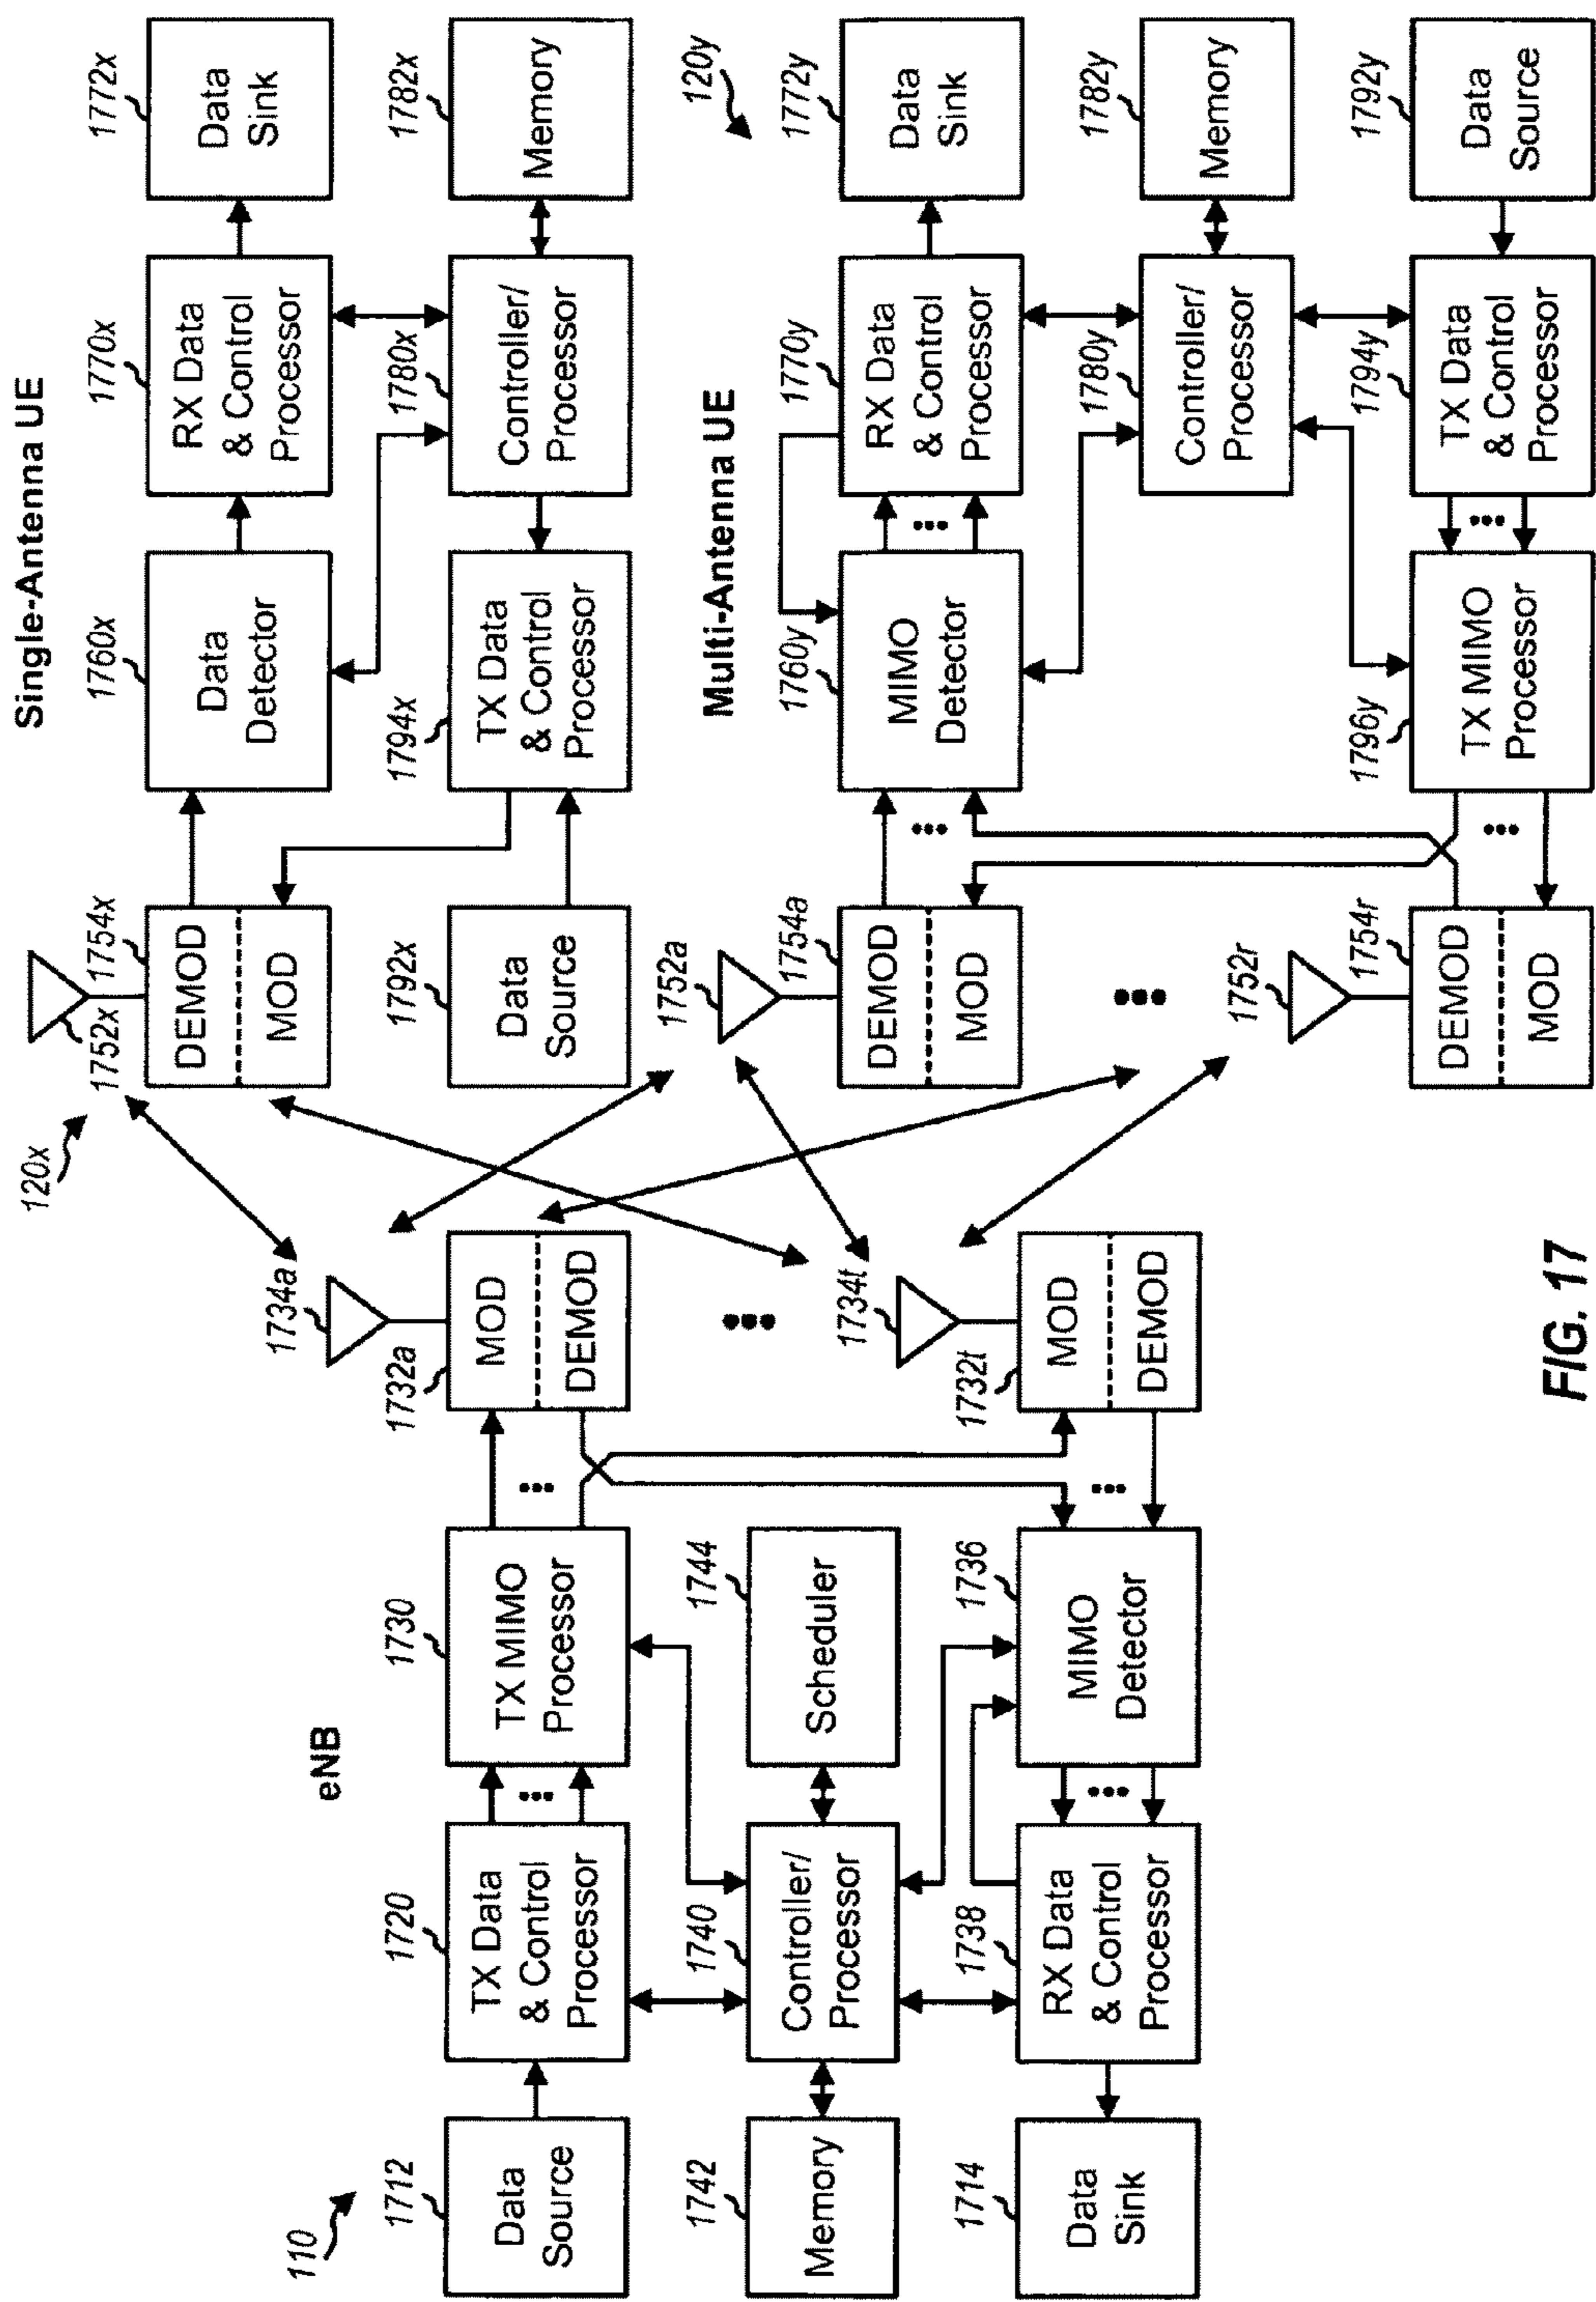 Single-Antenna UE
120x
1752x
1754x
DEMOD
MOD
1760x
Data
Detector
1770x
RX Data
& Control
Processor
1772x
Data
Sink
1792x
Data
Source
1794x
TX Data
& Control
Processor
1780x
Controller/
Processor
1782x
Memory
eNB
110
1712
Data
Source
1720
TX Data
& Control
Processor
1730
TX MIMO
Processor
1732a
MOD
DEMOD
1734a
1742
Memory
1740
Controller/
Processor
1744
Scheduler
1714
Data
Sink
1738
RX Data
& Control
Processor
1736
MIMO
Detector
1732t
MOD
DEMOD
1734t
Multi-Antenna UE
120y
1752a
1754a
DEMOD
MOD
1760y
MIMO
Detector
1770y
RX Data
& Control
Processor
1772y
Data
Sink
1780y
Controller/
Processor
1782y
Memory
1752r
1754r
DEMOD
MOD
1796y
TX MIMO
Processor
1794y
TX Data
& Control
Processor
1792y
Data
Source
FIG. 17